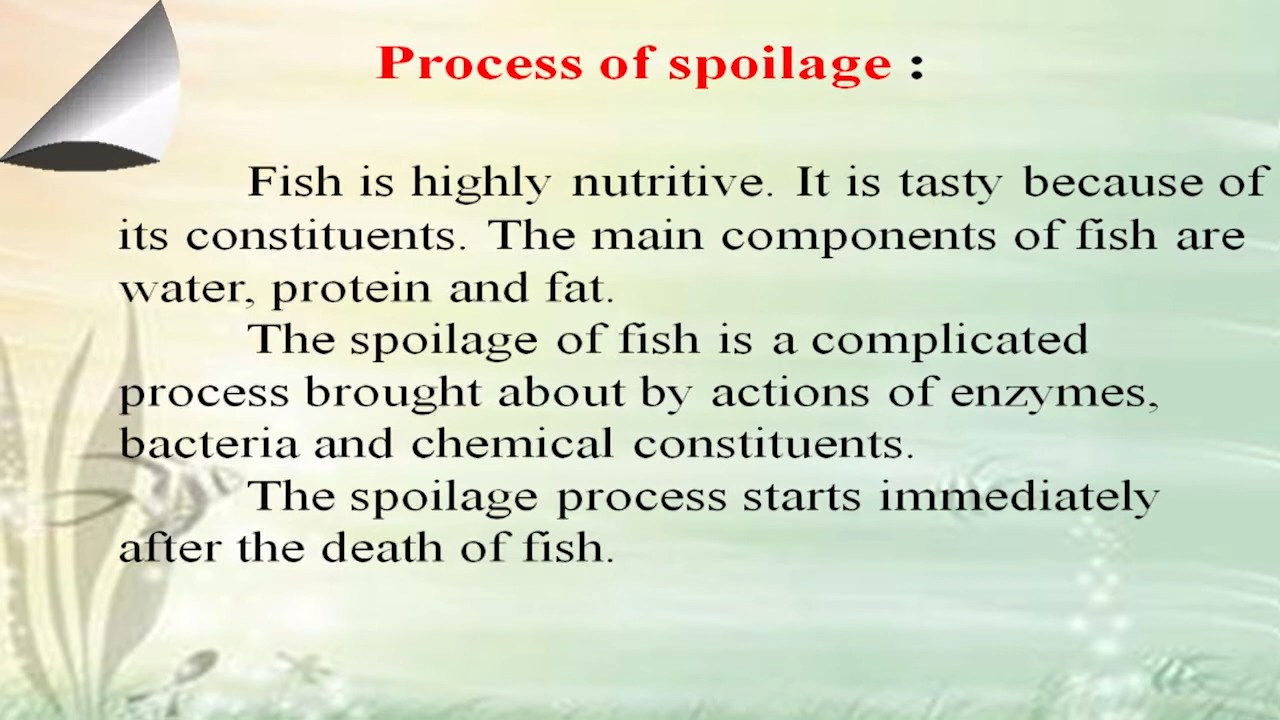 Process of spoilage :
Fish is highly nutritive. It is tasty because of
its constituents. The main components of fish are
water, protein and fat.
The spoilage of fish is a complicated
process brought about by actions of enzymes,
bacteria and chemical constituents.
The spoilage process starts immediately
after the death of fish.